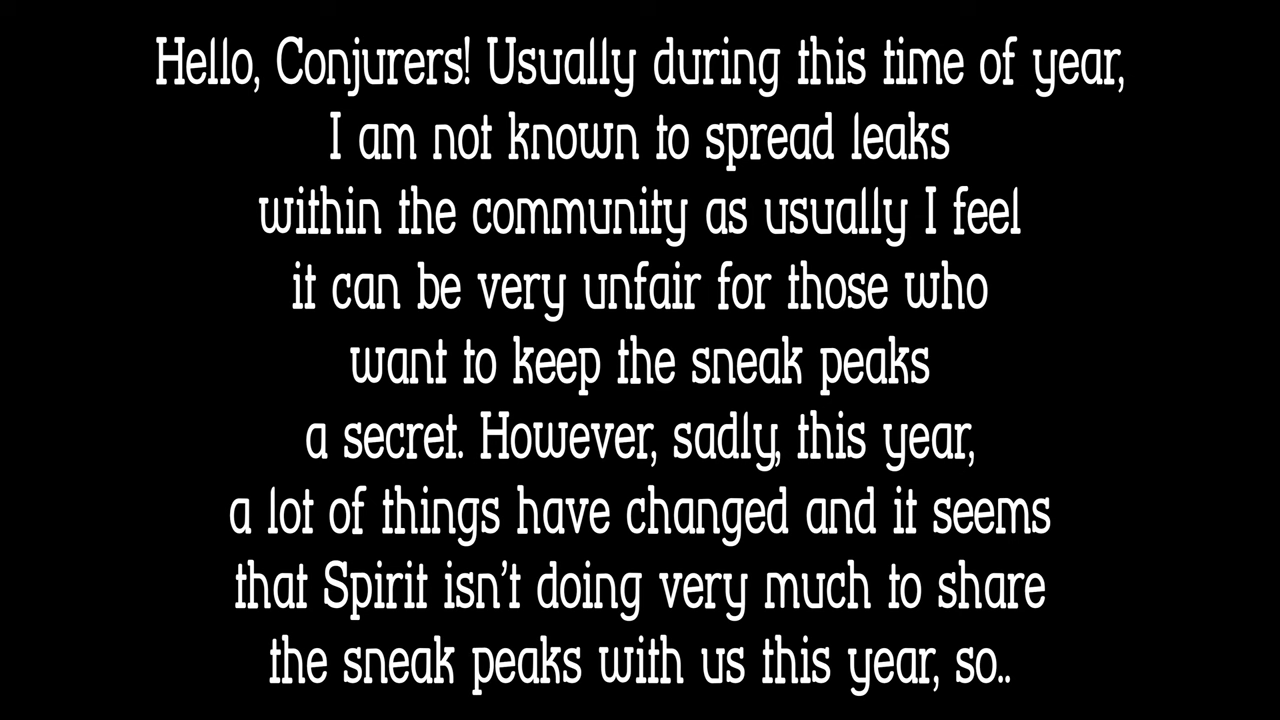 Hello, Conjurers! Usually during this time of year,
I am not known to spread leaks
within the community as usually I feel
it can be very unfair for those who
want to keep the sneak peaks
a secret. However, sadly, this year,
a lot of things have changed and it seems
that Spirit isn't doing very much to share
the sneak peaks with us this year, so..